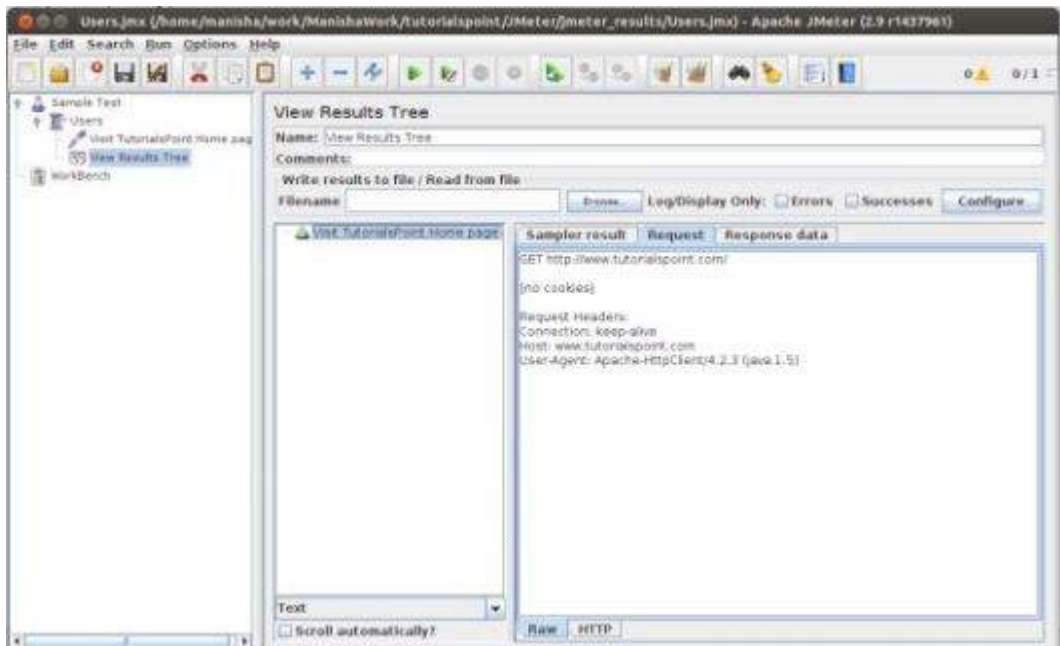 Users.jmx (/home/manisha/work/ManishaWork/tutorialspoint/JMeter/jmeter_results/Users.jmx) - Apache JMeter (2.9 r1437961)
File Edit Search Run Options Help
0 0/1
Sample Test
Users
Visit TutorialsPoint Home pag
View Results Tree
WorkBench
View Results Tree
Name: View Results Tree
Comments:
Write results to file / Read from file
Filename Browse... Log/Display Only: Errors Successes Configure
Visit TutorialsPoint Home page
Sampler result Request Response data
GET http://www.tutorialspoint.com/
[no cookies]
Request Headers:
Connection: keep-alive
Host: www.tutorialspoint.com
User-Agent: Apache-HttpClient/4.2.3 (java 1.5)
Text
Scroll automatically?
Raw HTTP